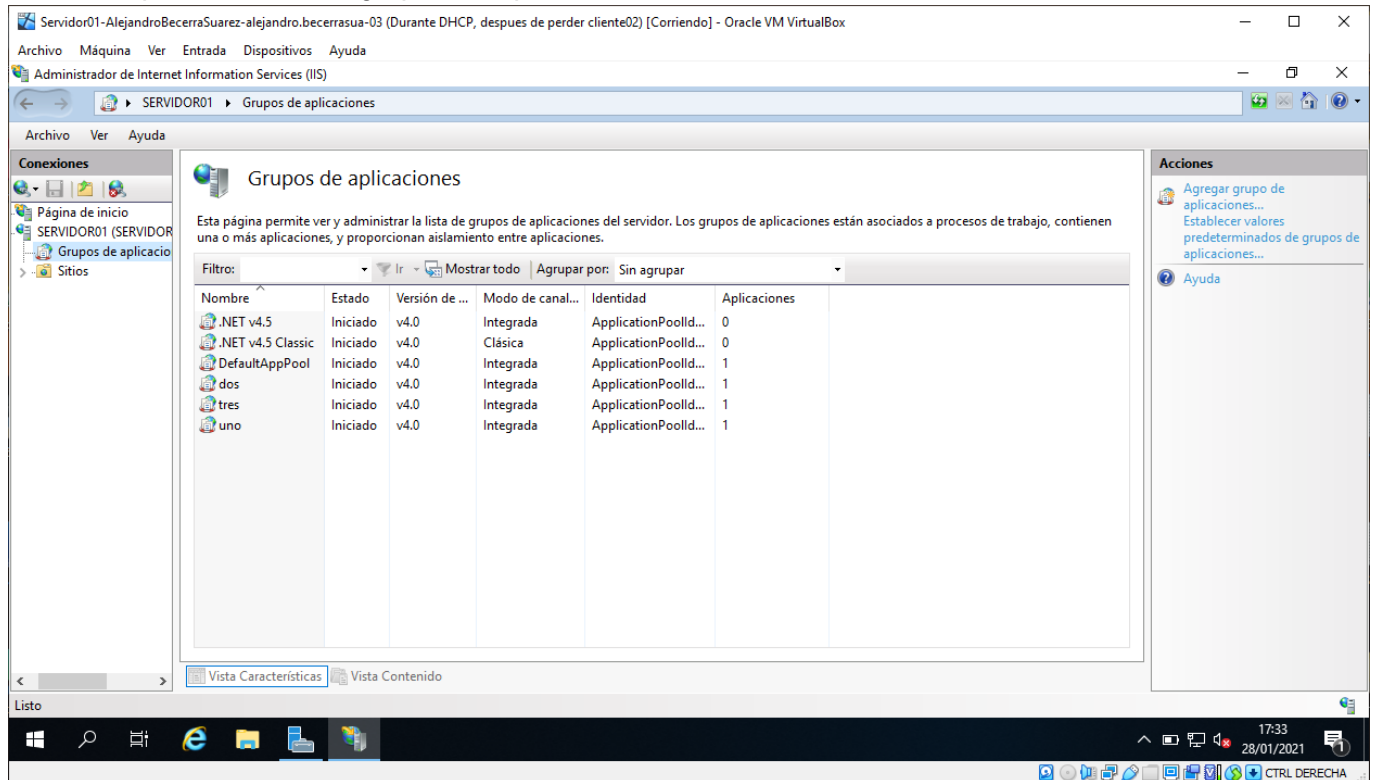 Servidor01-AlejandroBecerraSuarez-alejandro.becerrasua-03 (Durante DHCP, despues de perder cliente02) [Corriendo] - Oracle VM VirtualBox
Archivo Máquina Ver Entrada Dispositivos Ayuda
Administrador de Internet Information Services (IIS)
SERVIDOR01 Grupos de aplicaciones
Archivo Ver Ayuda
Conexiones
Página de inicio
SERVIDOR01 (SERVIDOR
Grupos de aplicacio
Sitios
Grupos de aplicaciones
Esta página permite ver y administrar la lista de grupos de aplicaciones del servidor. Los grupos de aplicaciones están asociados a procesos de trabajo, contienen
una o más aplicaciones, y proporcionan aislamiento entre aplicaciones.
Filtro: Ir Mostrar todo Agrupar por: Sin agrupar
Nombre Estado Versión de ... Modo de canal... Identidad Aplicaciones
.NET v4.5 Iniciado v4.0 Integrada ApplicationPoolId... 0
.NET v4.5 Classic Iniciado v4.0 Clásica ApplicationPoolId... 0
DefaultAppPool Iniciado v4.0 Integrada ApplicationPoolId... 1
dos Iniciado v4.0 Integrada ApplicationPoolId... 1
tres Iniciado v4.0 Integrada ApplicationPoolId... 1
uno Iniciado v4.0 Integrada ApplicationPoolId... 1
Vista Características Vista Contenido
Acciones
Agregar grupo de
aplicaciones...
Establecer valores
predeterminados de grupos de
aplicaciones...
Ayuda
Listo
17:33
28/01/2021
1
CTRL DERECHA